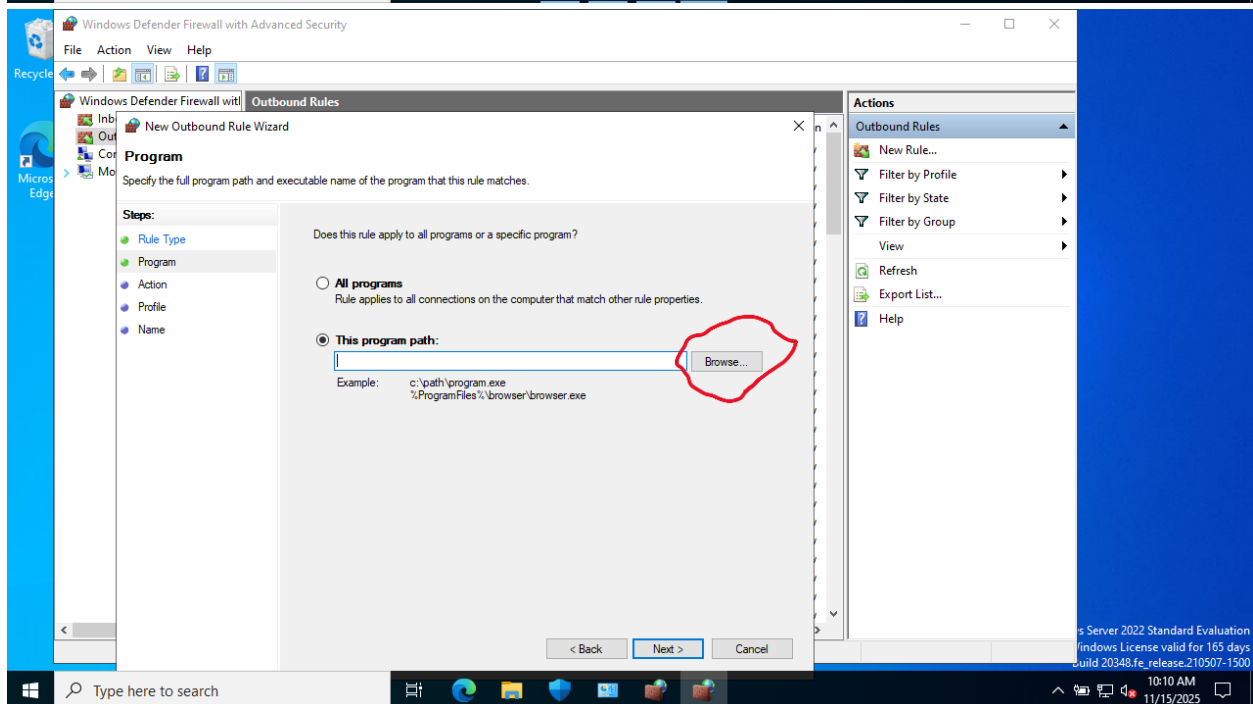 Windows Defender Firewall with Advanced Security
File Action View Help
Recycle
Windows Defender Firewall witl
Outbound Rules
Actions
Inb
Out
Cor
Mo
New Outbound Rule Wizard
n
Outbound Rules
New Rule...
Filter by Profile
Filter by State
Filter by Group
View
Refresh
Export List...
Help
Micros
Edge
Program
Specify the full program path and executable name of the program that this rule matches.
Steps:
Rule Type
Program
Action
Profile
Name
Does this rule apply to all programs or a specific program?
All programs
Rule applies to all connections on the computer that match other rule properties.
This program path:
Browse...
Example: c:\path\program.exe
%ProgramFiles%\browser\browser.exe
< Back Next > Cancel
s Server 2022 Standard Evaluation
Windows License valid for 165 days
Build 20348.fe_release.210507-1500
Type here to search
10:10 AM
11/15/2025